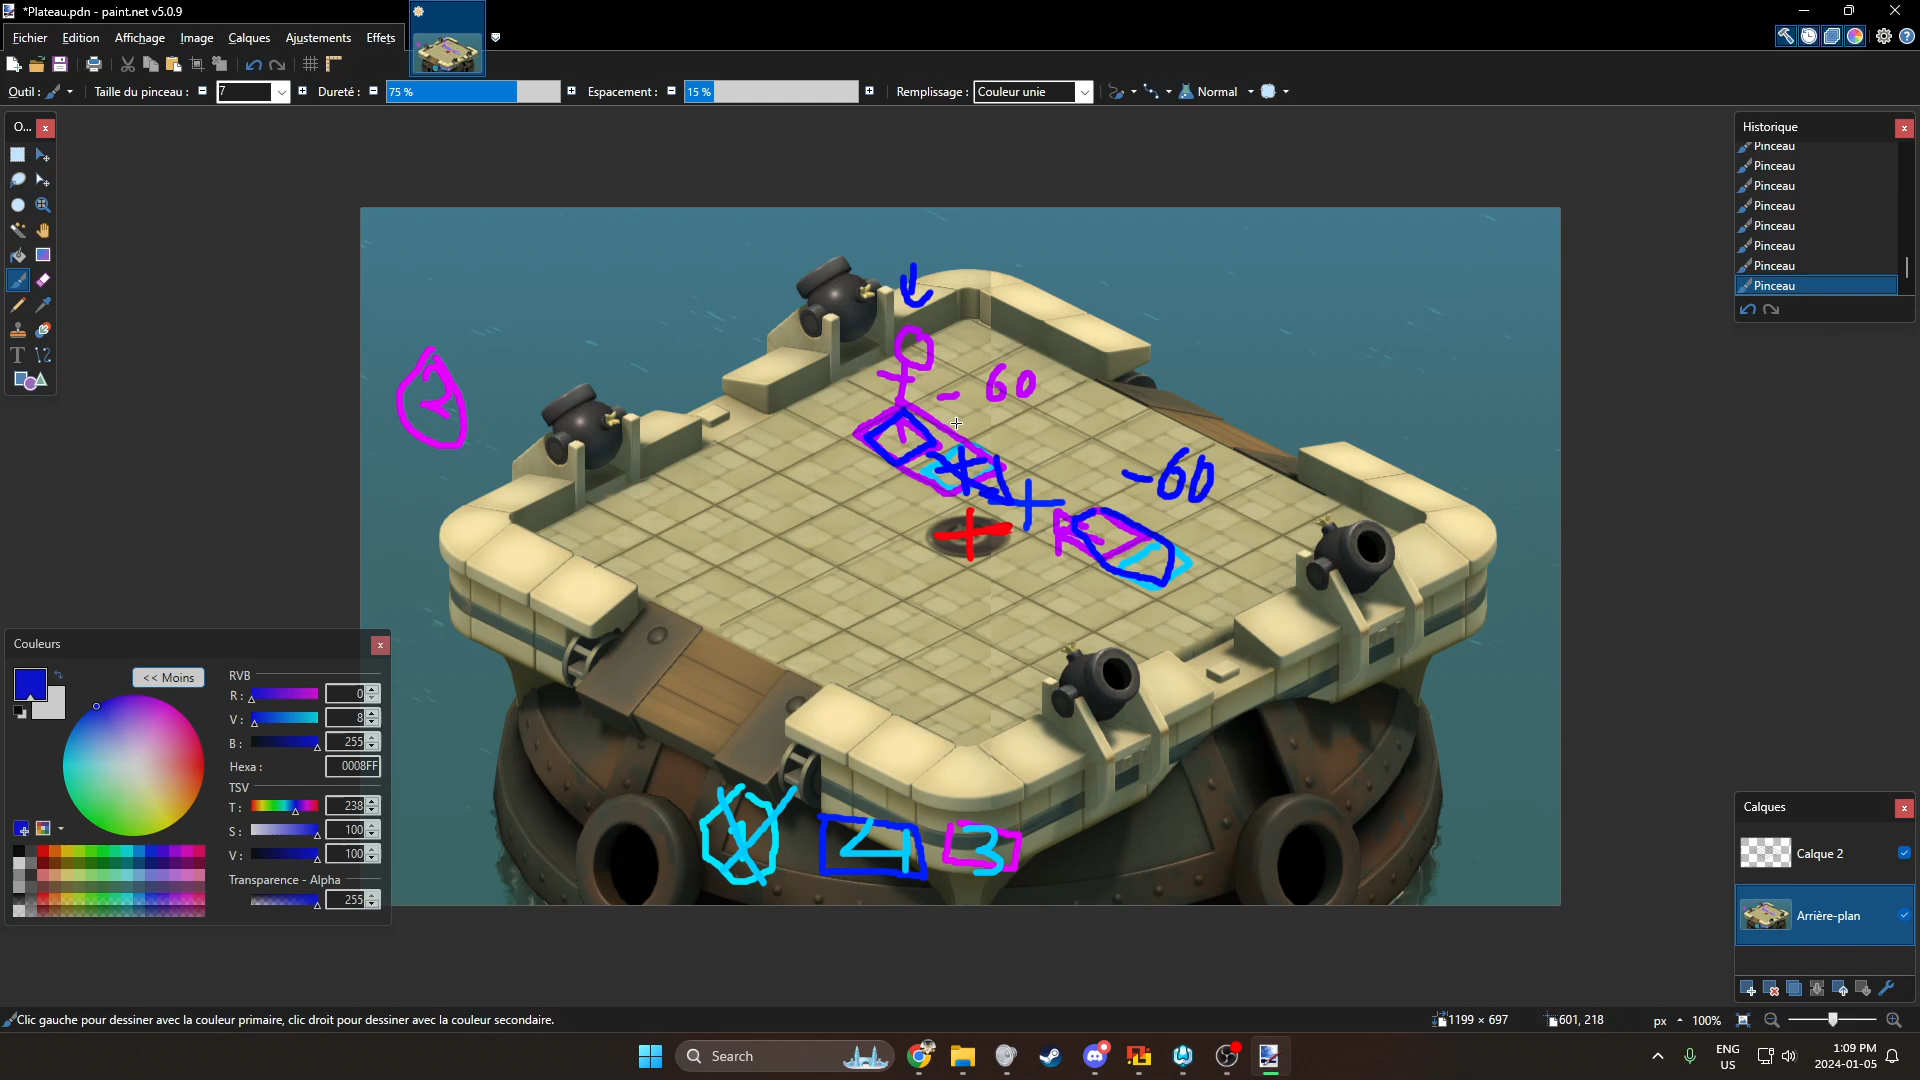 *Plateau.pdn - paint.net v5.0.9
Fichier Edition Affichage Image Calques Ajustements Effets
Outil : Taille du pinceau : 7 Dureté : 75 % Espacement : 15 % Remplissage : Couleur unie Normal
O...
Historique
Pinceau
Pinceau
Pinceau
Pinceau
Pinceau
Pinceau
Pinceau
Pinceau
2
- 60
-60
4 3
Couleurs
<< Moins
RVB
R : 0
V : 8
B : 255
Hexa : 0008FF
TSV
T : 238
S : 100
V : 100
Transparence - Alpha
255
Calques
Calque 2
Arrière-plan
Clic gauche pour dessiner avec la couleur primaire, clic droit pour dessiner avec la couleur secondaire.
1199 × 697 601, 218 px 100%
Search
ENG
US
1:09 PM
2024-01-05